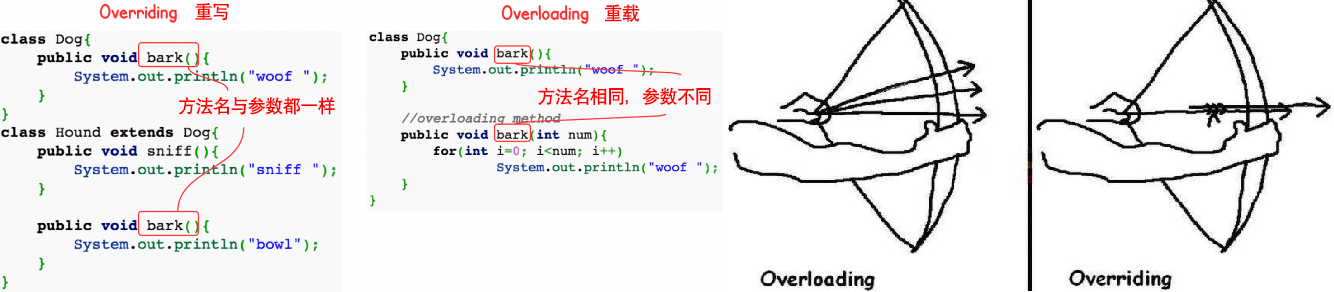 Overriding 重写
class Dog{
public void bark(){
System.out.println("woof ");
}
}
方法名与参数都一样
class Hound extends Dog{
public void sniff(){
System.out.println("sniff ");
}
public void bark(){
System.out.println("bowl");
}
}
Overloading 重载
class Dog{
public void bark(){
System.out.println("woof ");
}
方法名相同，参数不同
//overloading method
public void bark(int num){
for(int i=0; i<num; i++)
System.out.println("woof ");
}
}
Overloading
Overriding